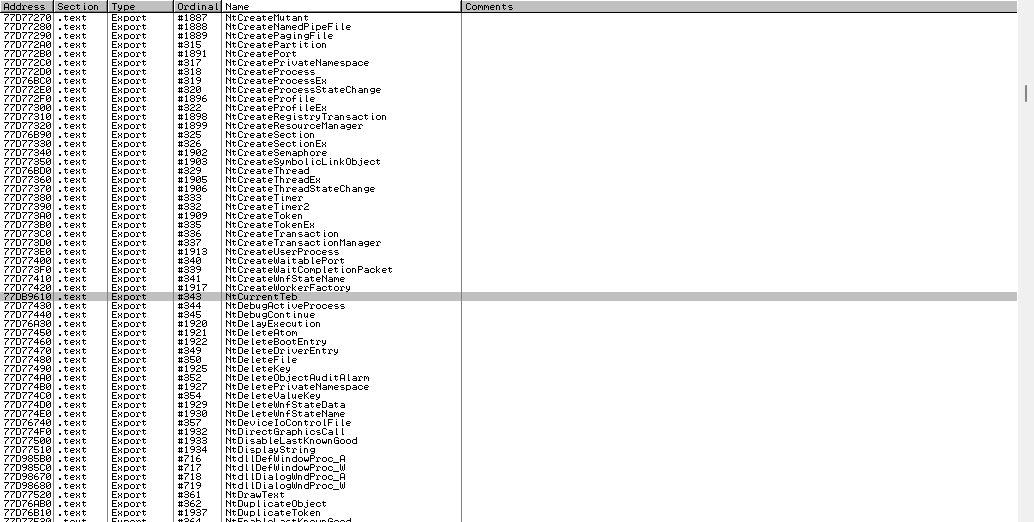 Address Section Type Ordinal Name Comments
77D77270 .text Export #1887 NtCreateMutant
77D77280 .text Export #1888 NtCreateNamedPipeFile
77D77290 .text Export #1889 NtCreatePagingFile
77D772A0 .text Export #315 NtCreatePartition
77D772B0 .text Export #1891 NtCreatePort
77D772C0 .text Export #317 NtCreatePrivateNamespace
77D772D0 .text Export #318 NtCreateProcess
77D76BC0 .text Export #319 NtCreateProcessEx
77D772E0 .text Export #320 NtCreateProcessStateChange
77D772F0 .text Export #1896 NtCreateProfile
77D77300 .text Export #322 NtCreateProfileEx
77D77310 .text Export #1898 NtCreateRegistryTransaction
77D77320 .text Export #1899 NtCreateResourceManager
77D76B90 .text Export #325 NtCreateSection
77D77330 .text Export #326 NtCreateSectionEx
77D77340 .text Export #1902 NtCreateSemaphore
77D77350 .text Export #1903 NtCreateSymbolicLinkObject
77D76BD0 .text Export #329 NtCreateThread
77D77360 .text Export #1905 NtCreateThreadEx
77D77370 .text Export #1906 NtCreateThreadStateChange
77D77380 .text Export #333 NtCreateTimer
77D77390 .text Export #332 NtCreateTimer2
77D773A0 .text Export #1909 NtCreateToken
77D773B0 .text Export #335 NtCreateTokenEx
77D773C0 .text Export #336 NtCreateTransaction
77D773D0 .text Export #337 NtCreateTransactionManager
77D773E0 .text Export #1913 NtCreateUserProcess
77D77400 .text Export #340 NtCreateWaitablePort
77D773F0 .text Export #339 NtCreateWaitCompletionPacket
77D77410 .text Export #341 NtCreateWnfStateName
77D77420 .text Export #1917 NtCreateWorkerFactory
77DB9610 .text Export #343 NtCurrentTeb
77D77430 .text Export #344 NtDebugActiveProcess
77D77440 .text Export #345 NtDebugContinue
77D76A30 .text Export #1920 NtDelayExecution
77D77450 .text Export #1921 NtDeleteAtom
77D77460 .text Export #1922 NtDeleteBootEntry
77D77470 .text Export #349 NtDeleteDriverEntry
77D77480 .text Export #350 NtDeleteFile
77D77490 .text Export #1925 NtDeleteKey
77D774A0 .text Export #352 NtDeleteObjectAuditAlarm
77D774B0 .text Export #1927 NtDeletePrivateNamespace
77D774C0 .text Export #354 NtDeleteValueKey
77D774D0 .text Export #1929 NtDeleteWnfStateData
77D774E0 .text Export #1930 NtDeleteWnfStateName
77D76740 .text Export #357 NtDeviceIoControlFile
77D774F0 .text Export #1932 NtDirectGraphicsCall
77D77500 .text Export #1933 NtDisableLastKnownGood
77D77510 .text Export #1934 NtDisplayString
77D985B0 .text Export #716 NtdllDefWindowProc_A
77D985C0 .text Export #717 NtdllDefWindowProc_W
77D98670 .text Export #718 NtdllDialogWndProc_A
77D98680 .text Export #719 NtdllDialogWndProc_W
77D77520 .text Export #361 NtDrawText
77D76AB0 .text Export #362 NtDuplicateObject
77D76B10 .text Export #1937 NtDuplicateToken
77D77530 .text Export #364 NtEnableLastKnownGood